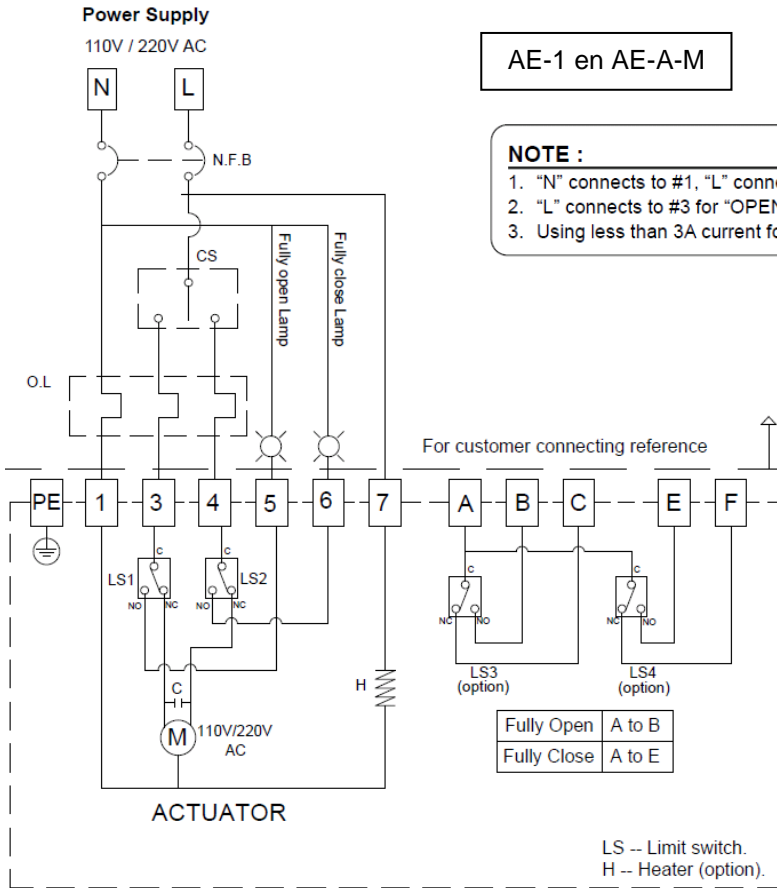 Power Supply
110V / 220V AC
AE-1 en AE-A-M
N
L
N.F.B
NOTE :
1. "N" connects to #1, "L"
2. "L" connects to #3 for
3. Using less than 3A current
CS
Fully open Lamp
Fully close Lamp
O.L
For customer connecting reference
PE 1 3 4 5 6 7 A B C E F
C C C C
LS1 LS2
NO NC NO NC
NC NO NC NO
LS3
(option)
LS4
(option)
C
H
M 110V/220V
AC
Fully Open A to B
Fully Close A to E
ACTUATOR
LS -- Limit switch.
H -- Heater (option).